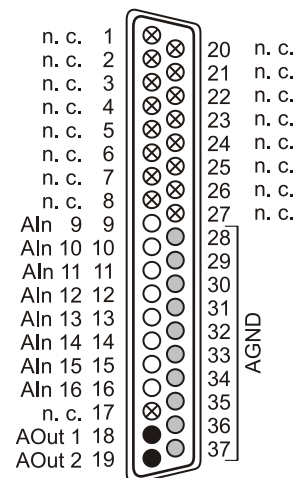 n. c. 1
n. c. 2
n. c. 3
n. c. 4
n. c. 5
n. c. 6
n. c. 7
n. c. 8
AIn 9 9
AIn 10 10
AIn 11 11
AIn 12 12
AIn 13 13
AIn 14 14
AIn 15 15
AIn 16 16
n. c. 17
AOut 1 18
AOut 2 19
20 n. c.
21 n. c.
22 n. c.
23 n. c.
24 n. c.
25 n. c.
26 n. c.
27 n. c.
28
29
30
31
32
33
34
35
36
37
AGND